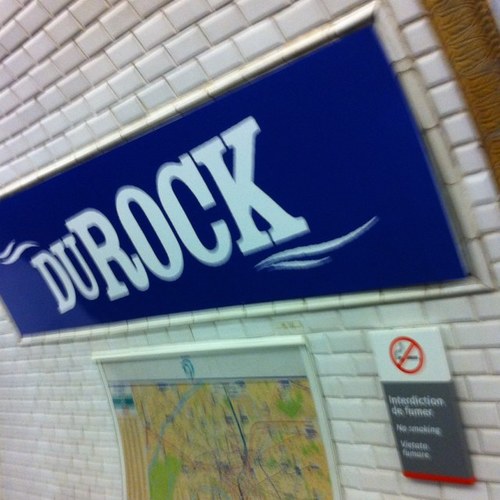 DUROCK
Interdiction
de fumer
No smoking
Vietato
fumare